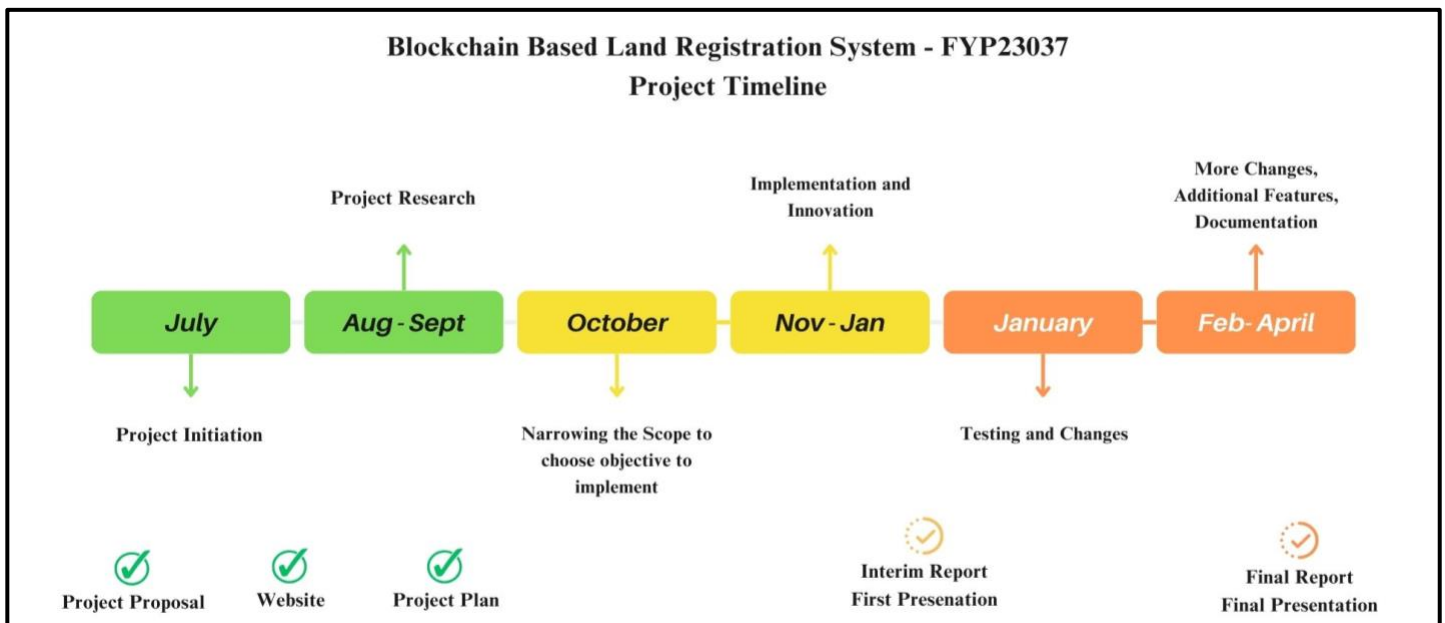 Blockchain Based Land Registration System - FYP23037
Project Timeline
Project Research
Implementation and
Innovation
More Changes,
Additional Features,
Documentation
July
Aug - Sept
October
Nov - Jan
January
Feb- April
Project Initiation
Narrowing the Scope to
choose objective to
implement
Testing and Changes
Project Proposal
Website
Project Plan
Interim Report
First Presenation
Final Report
Final Presentation